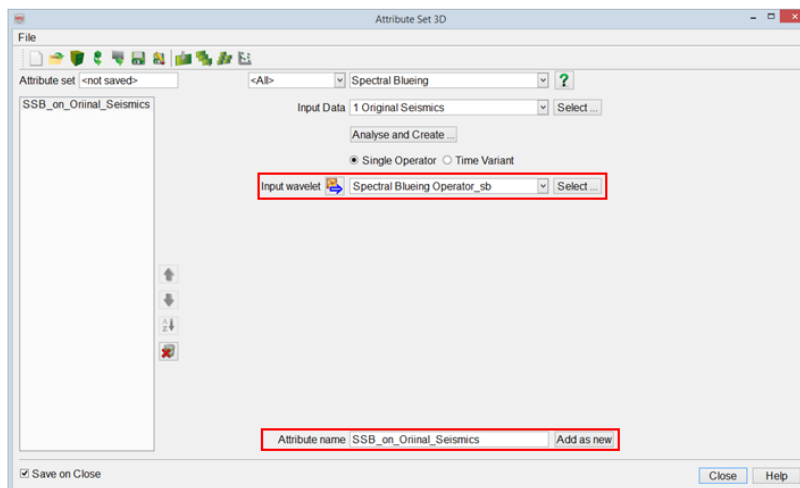 Attribute Set 3D
File
Attribute set <not saved> <All> Spectral Blueing ?
SSB_on_Oriinal_Seismics
Input Data 1 Original Seismics Select ...
Analyse and Create ...
Single Operator Time Variant
Input wavelet Spectral Blueing Operator_sb Select ...
A
Z
Attribute name SSB_on_Oriinal_Seismics Add as new
Save on Close
Close Help